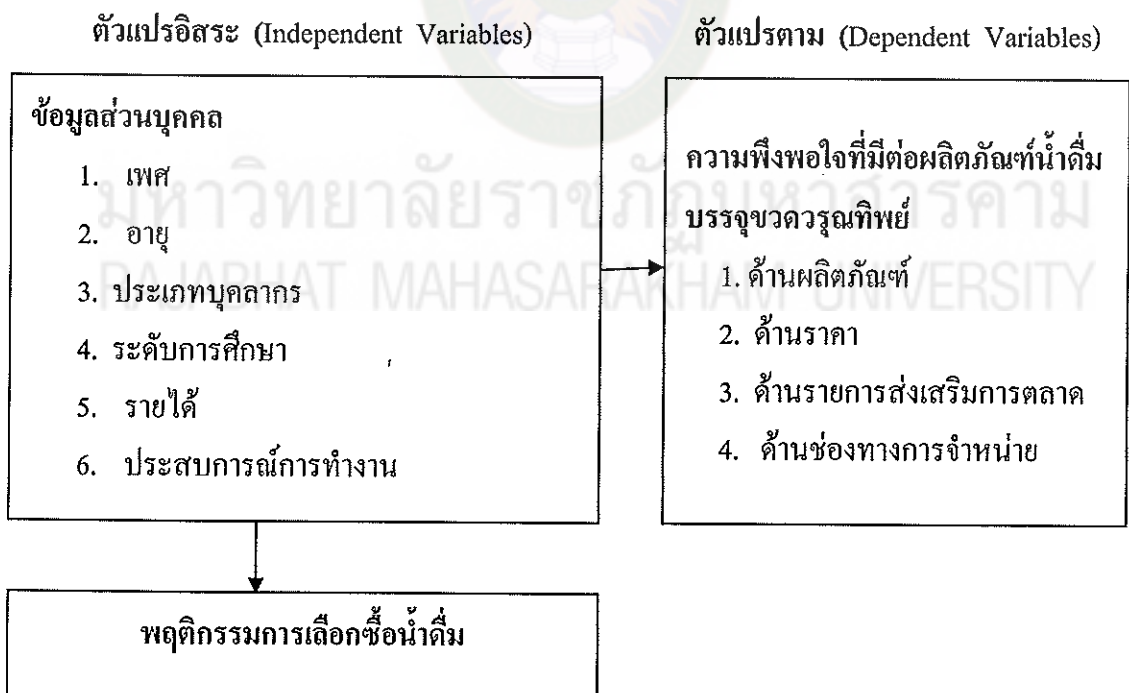 ตัวแปรอิสระ (Independent Variables)
ตัวแปรตาม (Dependent Variables)
ข้อมูลส่วนบุคคล
1. เพศ
2. อายุ
3. ประเภทบุคลากร
4. ระดับการศึกษา
5. รายได้
6. ประสบการณ์การทำงาน
ความพึงพอใจที่มีต่อผลิตภัณฑ์น้ำดื่ม
บรรจุขวดวรุณทิพย์
1. ด้านผลิตภัณฑ์
2. ด้านราคา
3. ด้านรายการส่งเสริมการตลาด
4. ด้านช่องทางการจำหน่าย
พฤติกรรมการเลือกซื้อน้ำดื่ม
มหาวิทยาลัยราชภัฏมหาสารคาม
RAJABHAT MAHASARAKHAM UNIVERSITY